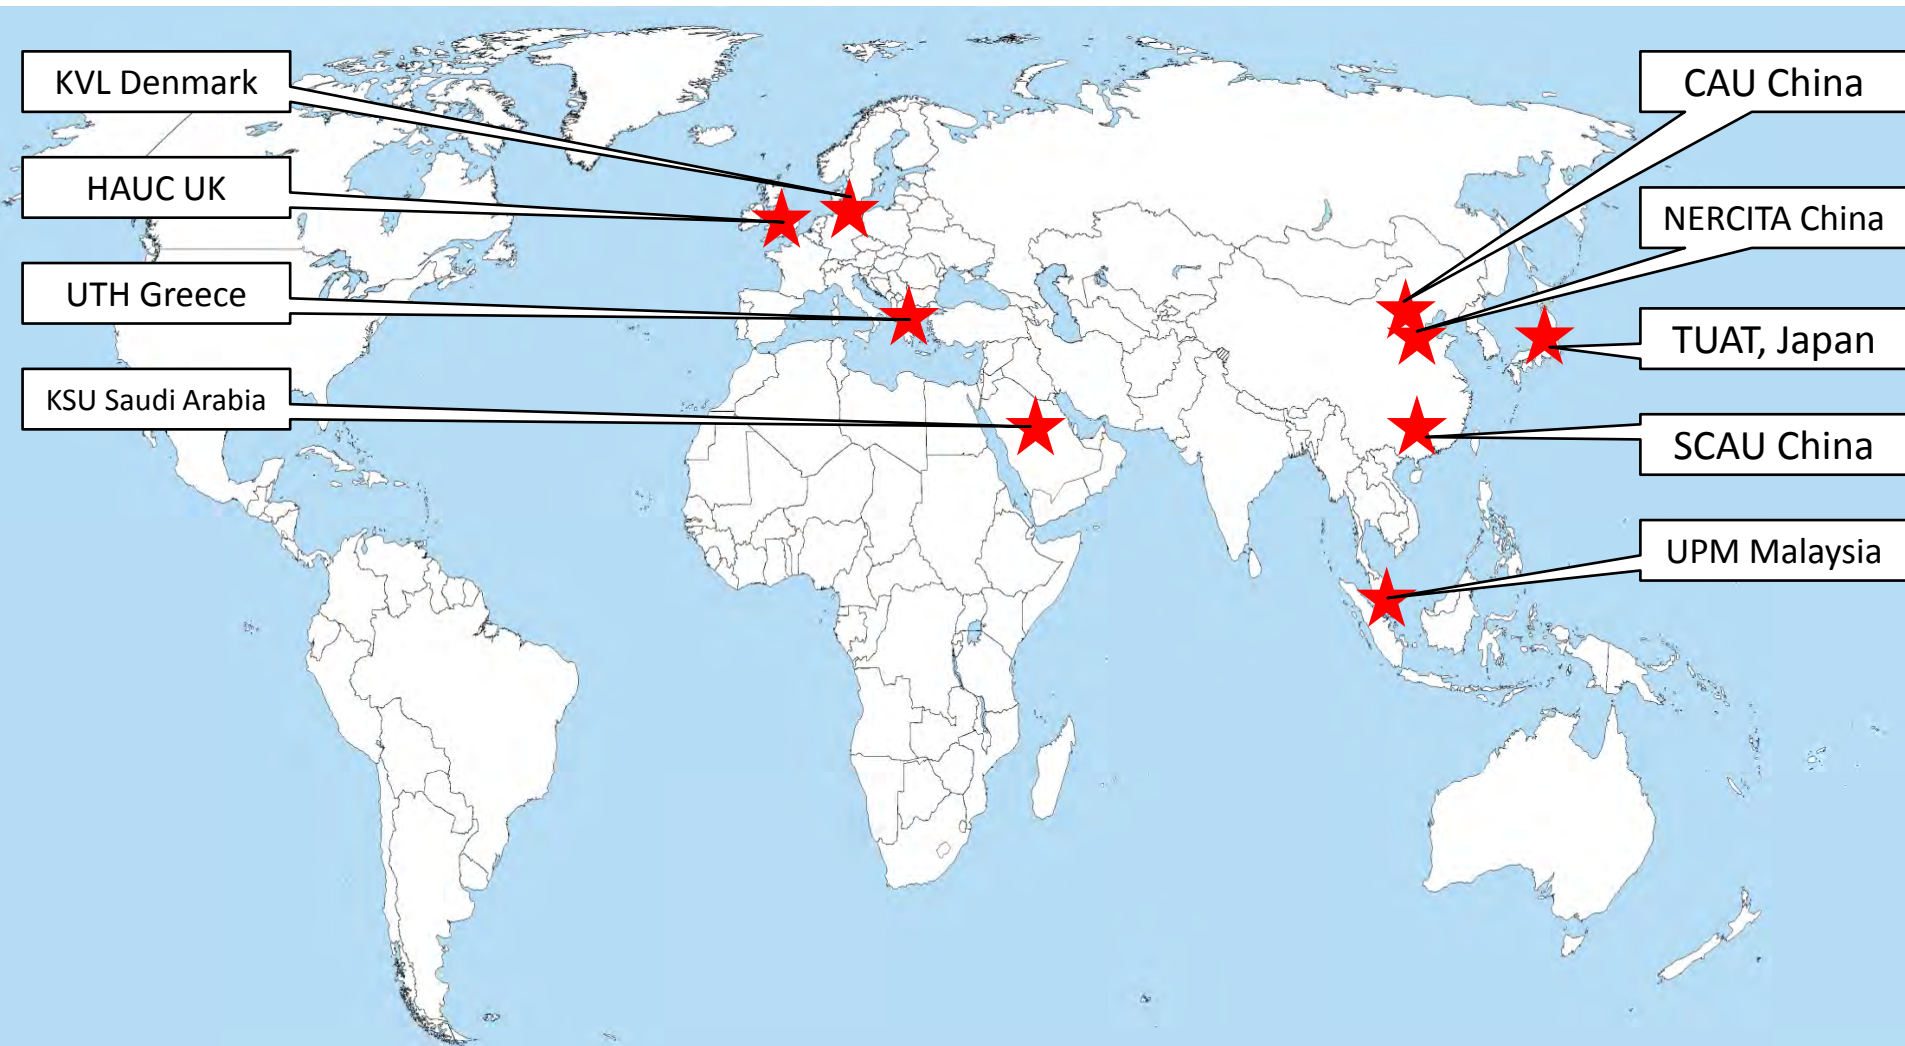 KVL Denmark
HAUC UK
UTH Greece
KSU Saudi Arabia
CAU China
NERCITA China
TUAT, Japan
SCAU China
UPM Malaysia